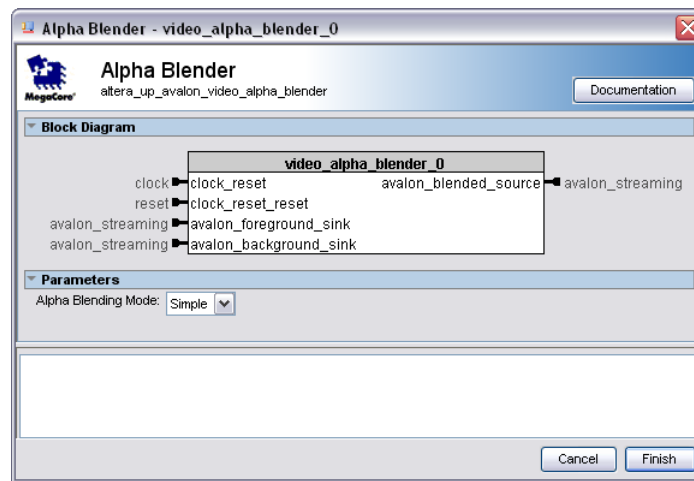 Alpha Blender - video_alpha_blender_0
Alpha Blender
altera_up_avalon_video_alpha_blender
MegaCore'
Documentation
Block Diagram
video_alpha_blender_0
clock clock_reset avalon_blended_source avalon_streaming
reset clock_reset_reset
avalon_streaming avalon_foreground_sink
avalon_streaming avalon_background_sink
Parameters
Alpha Blending Mode: Simple
Cancel Finish